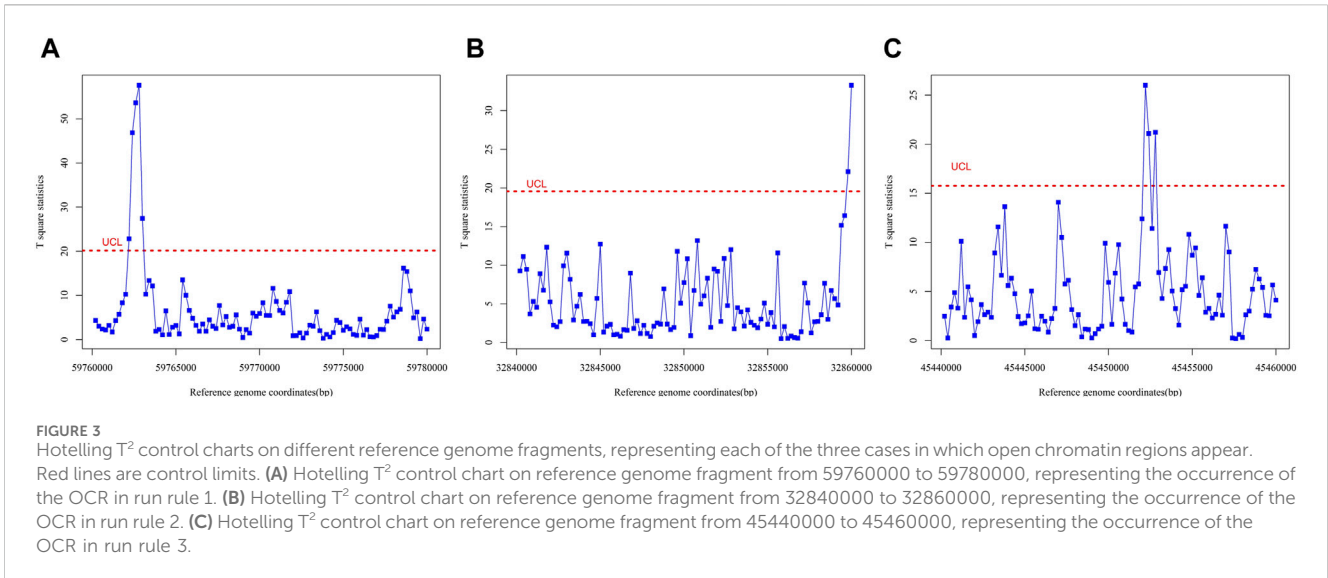 A
B
C
T square statistics
0
10
20
30
40
50
UCL
59760000
59765000
59770000
59775000
59780000
Reference genome coordinates(bp)
T square statistics
0
5
10
15
20
25
30
UCL
32840000
32845000
32850000
32855000
32860000
Reference genome coordinates(bp)
T square statistics
0
5
10
15
20
25
UCL
45440000
45445000
45450000
45455000
45460000
Reference genome coordinates(bp)
FIGURE 3
Hotelling T² control charts on different reference genome fragments, representing each of the three cases in which open chromatin regions appear.
Red lines are control limits. (A) Hotelling T² control chart on reference genome fragment from 59760000 to 59780000, representing the occurrence of
the OCR in run rule 1. (B) Hotelling T² control chart on reference genome fragment from 32840000 to 32860000, representing the occurrence of the
OCR in run rule 2. (C) Hotelling T² control chart on reference genome fragment from 45440000 to 45460000, representing the occurrence of the
OCR in run rule 3.